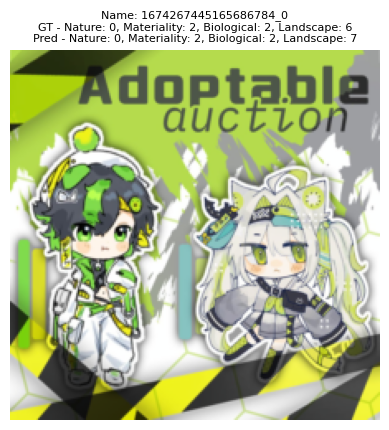 Name: 1674267445165686784_0
GT - Nature: 0, Materiality: 2, Biological: 2, Landscape: 6
Pred - Nature: 0, Materiality: 2, Biological: 2, Landscape: 7
Adoptable
auction